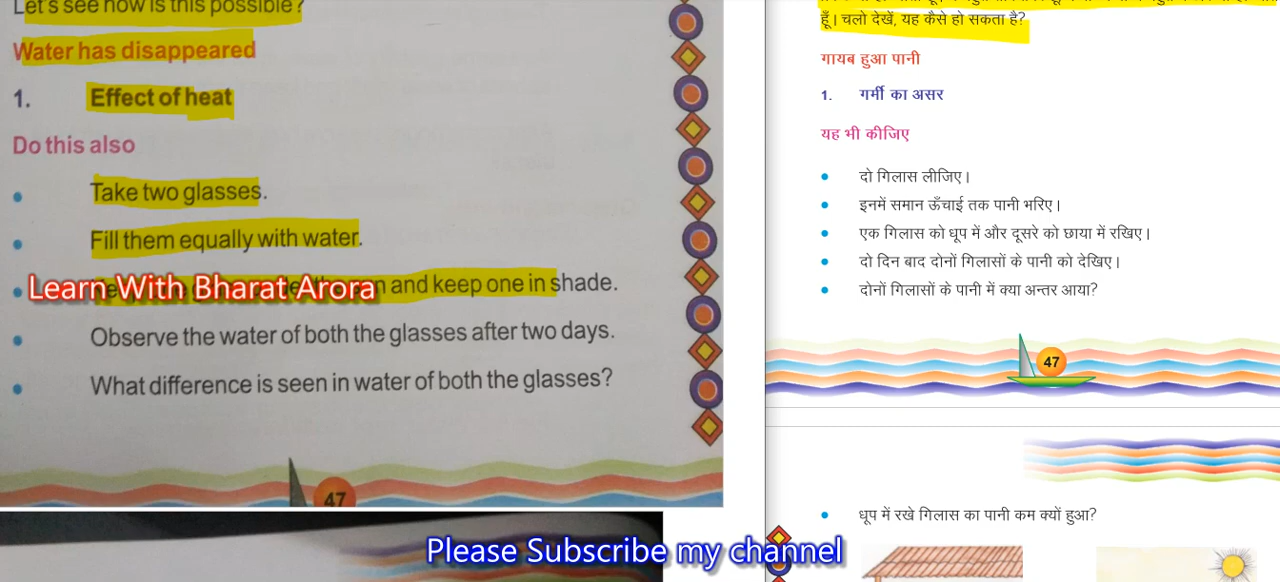 Let's see how is this possible?
Water has disappeared
1. Effect of heat
Do this also
• Take two glasses.
• Fill them equally with water.
• and keep one in shade.
Learn With Bharat Arora
• Observe the water of both the glasses after two days.
• What difference is seen in water of both the glasses?
47
हूँ। चलो देखें, यह कैसे हो सकता है?
गायब हुआ पानी
1. गर्मी का असर
यह भी कीजिए
• दो गिलास लीजिए।
• इनमें समान ऊँचाई तक पानी भरिए।
• एक गिलास को धूप में और दूसरे को छाया में रखिए।
• दो दिन बाद दोनों गिलासों के पानी को देखिए।
• दोनों गिलासों के पानी में क्या अन्तर आया?
47
• धूप में रखे गिलास का पानी कम क्यों हुआ?
Please Subscribe my channel